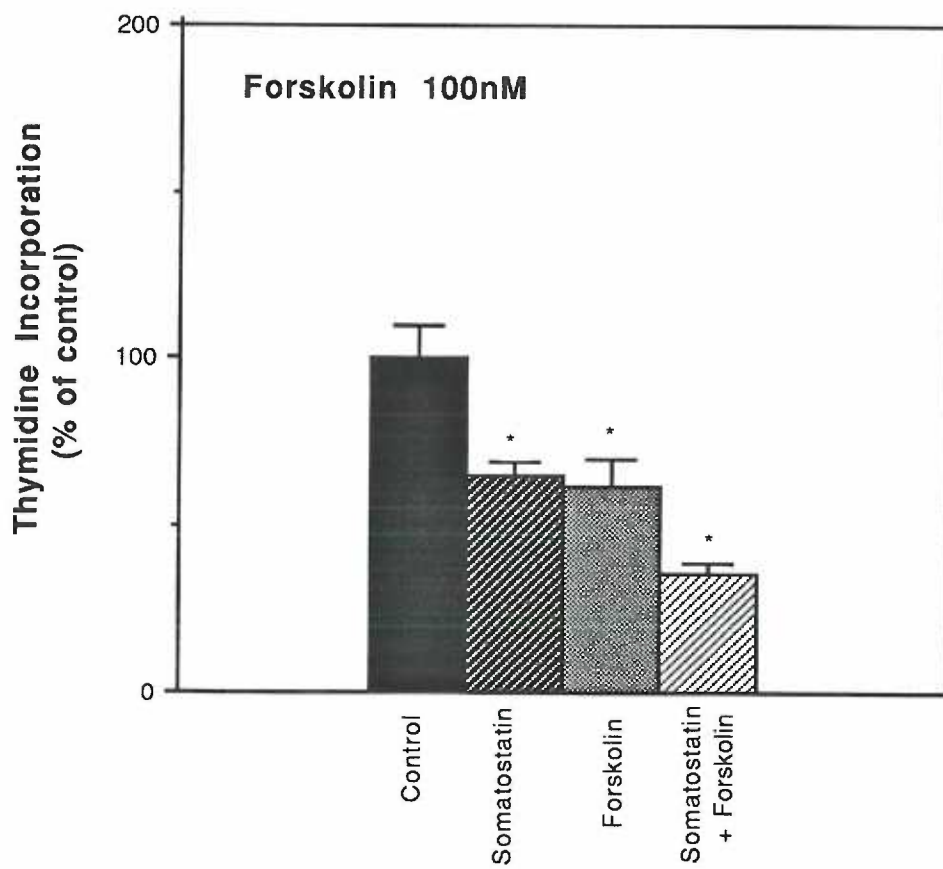 200
Forskolin 100nM
Thymidine Incorporation
(% of control)
100
*
*
*
0
Control
Somatostatin
Forskolin
Somatostatin
+ Forskolin